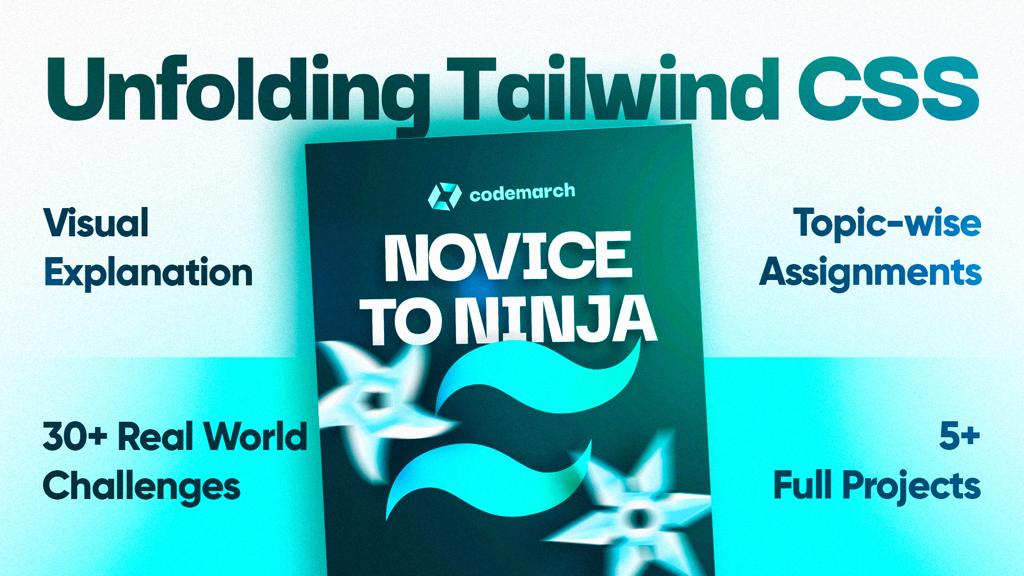 Unfolding Tailwind CSS
codemarch
NOVICE
TO NINJA
Visual
Explanation
Topic-wise
Assignments
30+ Real World
Challenges
5+
Full Projects